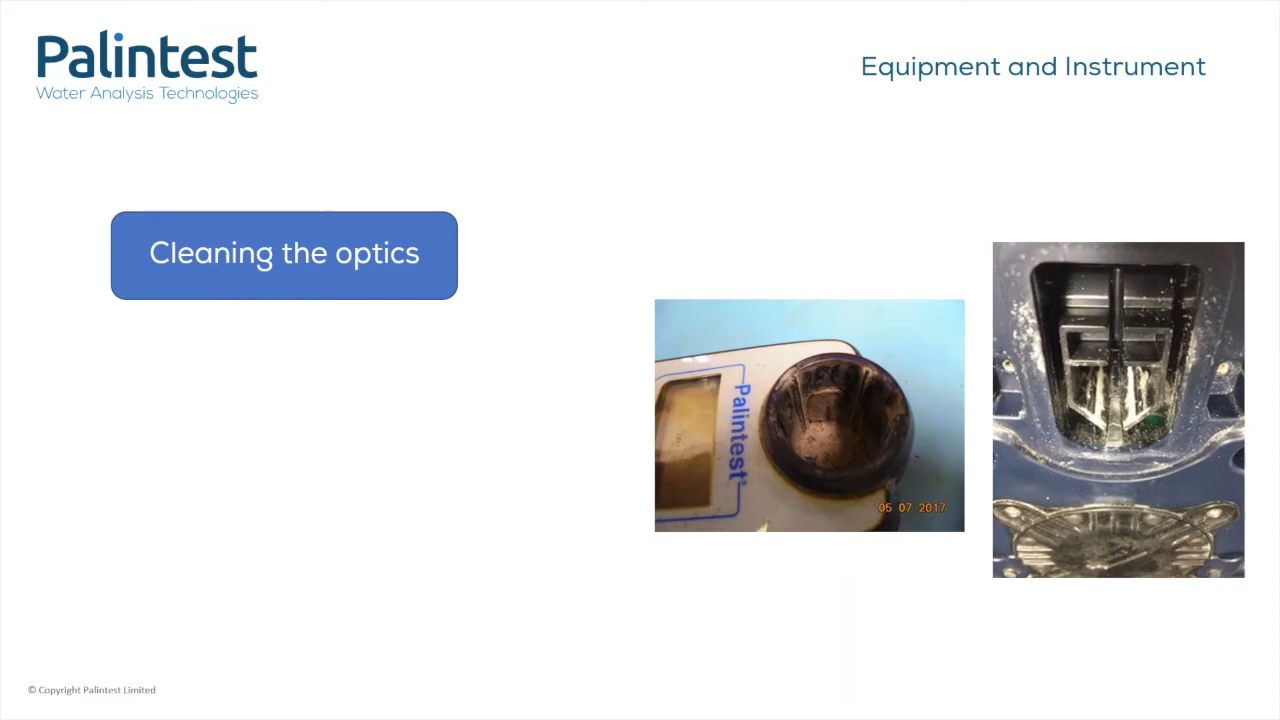 Palintest
Water Analysis Technologies
Equipment and Instrument
Cleaning the optics
Palintest®
05 07 2017
© Copyright Palintest Limited